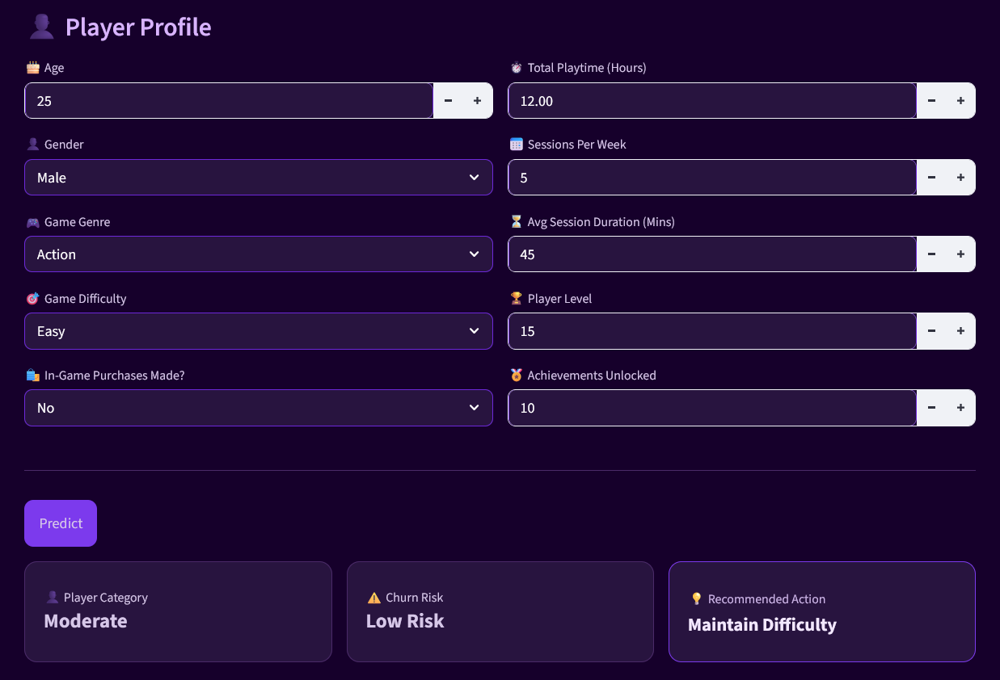 Player Profile
Age
25
Total Playtime (Hours)
12.00
Gender
Male
Sessions Per Week
5
Game Genre
Action
Avg Session Duration (Mins)
45
Game Difficulty
Easy
Player Level
15
In-Game Purchases Made?
No
Achievements Unlocked
10
Predict
Player Category
Moderate
Churn Risk
Low Risk
Recommended Action
Maintain Difficulty